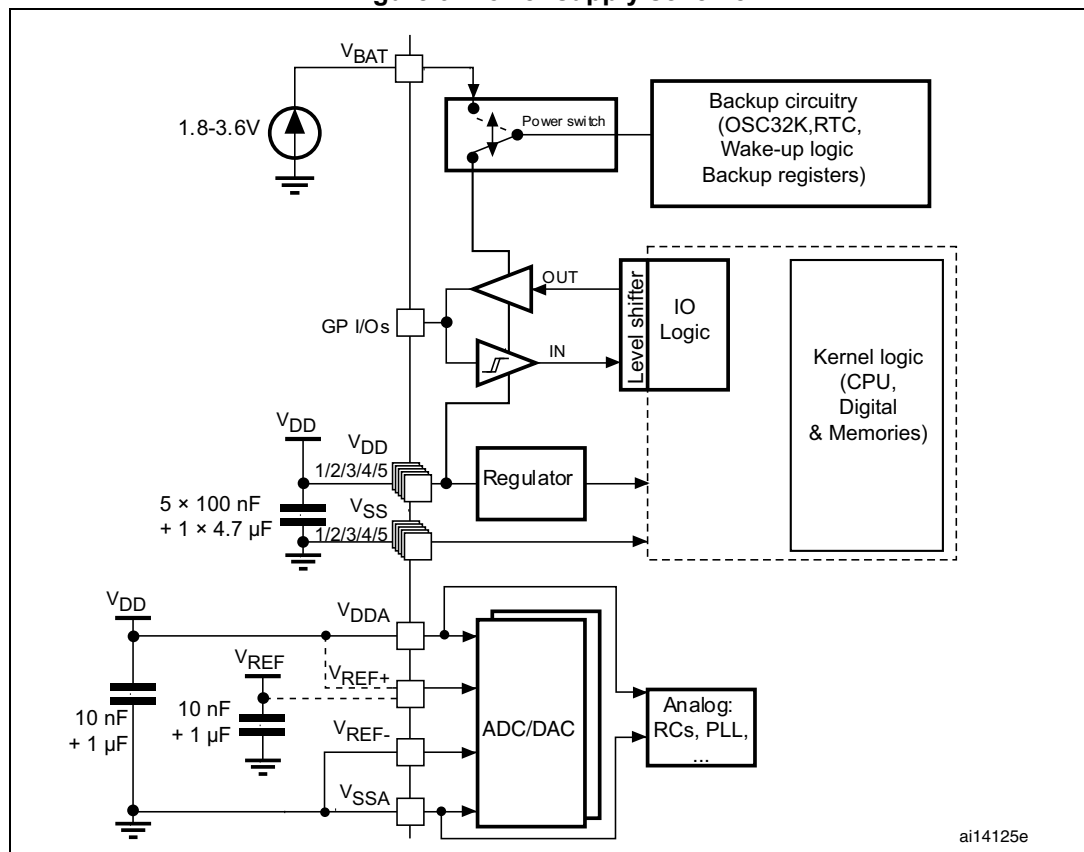 VBAT
1.8-3.6V
Power switch
Backup circuitry
(OSC32K,RTC,
Wake-up logic
Backup registers)
GP I/Os
OUT
IN
Level shifter
IO
Logic
Kernel logic
(CPU,
Digital
& Memories)
VDD
VDD
1/2/3/4/5
Regulator
5 × 100 nF
+ 1 × 4.7 µF
VSS
1/2/3/4/5
VDD
VDDA
VREF
VREF+
10 nF
+ 1 µF
10 nF
+ 1 µF
VREF-
VSSA
ADC/DAC
Analog:
RCs, PLL,
...
ai14125e